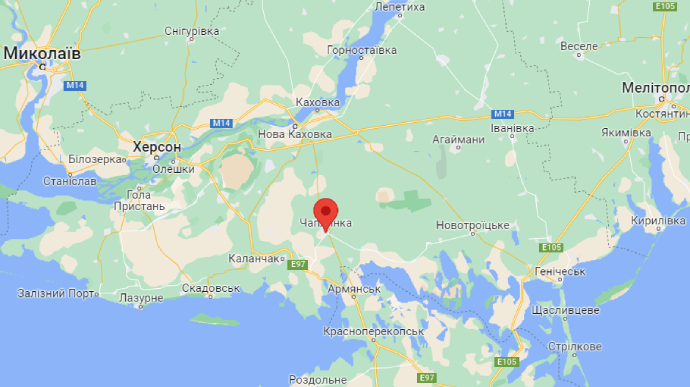 Лепетиха
E105
Снігурівка
Веселе
Миколаїв
Горностаївка
M14
Мелітопол
Каховка
M14
Костянтин
M14
Нова Каховка
Іванівка
Якимівка
Херсон
Агаймани
Білозерка
Олешки
Станіслав
Гола
Пристань
Чаплинка
Новотроїцьке
Кирилівка
E105
Каланчак
E97
Генічеськ
Залізний Порт
Лазурне
Скадовськ
Армянськ
Щасливцеве
Красноперекопськ
Стрілкове
E105
Роздольне
E97